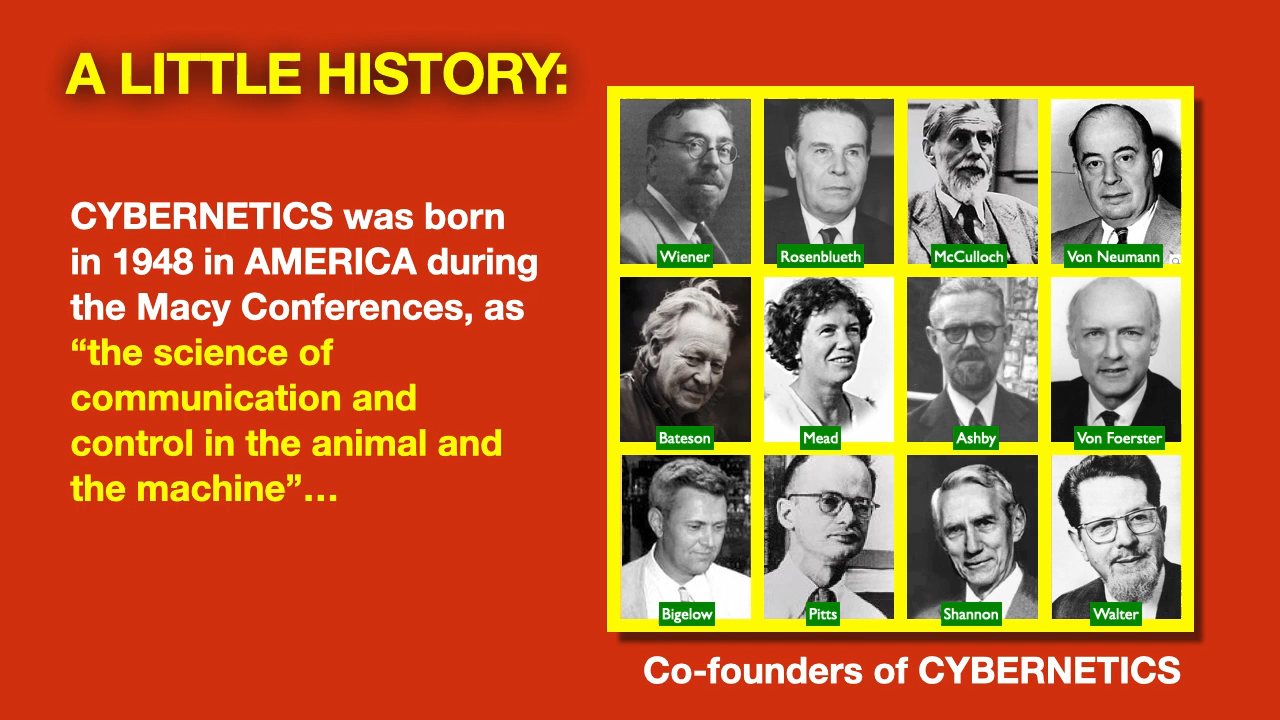 A LITTLE HISTORY:
CYBERNETICS was born
in 1948 in AMERICA during
the Macy Conferences, as
“the science of
communication and
control in the animal and
the machine”…
Wiener
Rosenblueth
McCulloch
Von Neumann
Bateson
Mead
Ashby
Von Foerster
Bigelow
Pitts
Shannon
Walter
Co-founders of CYBERNETICS